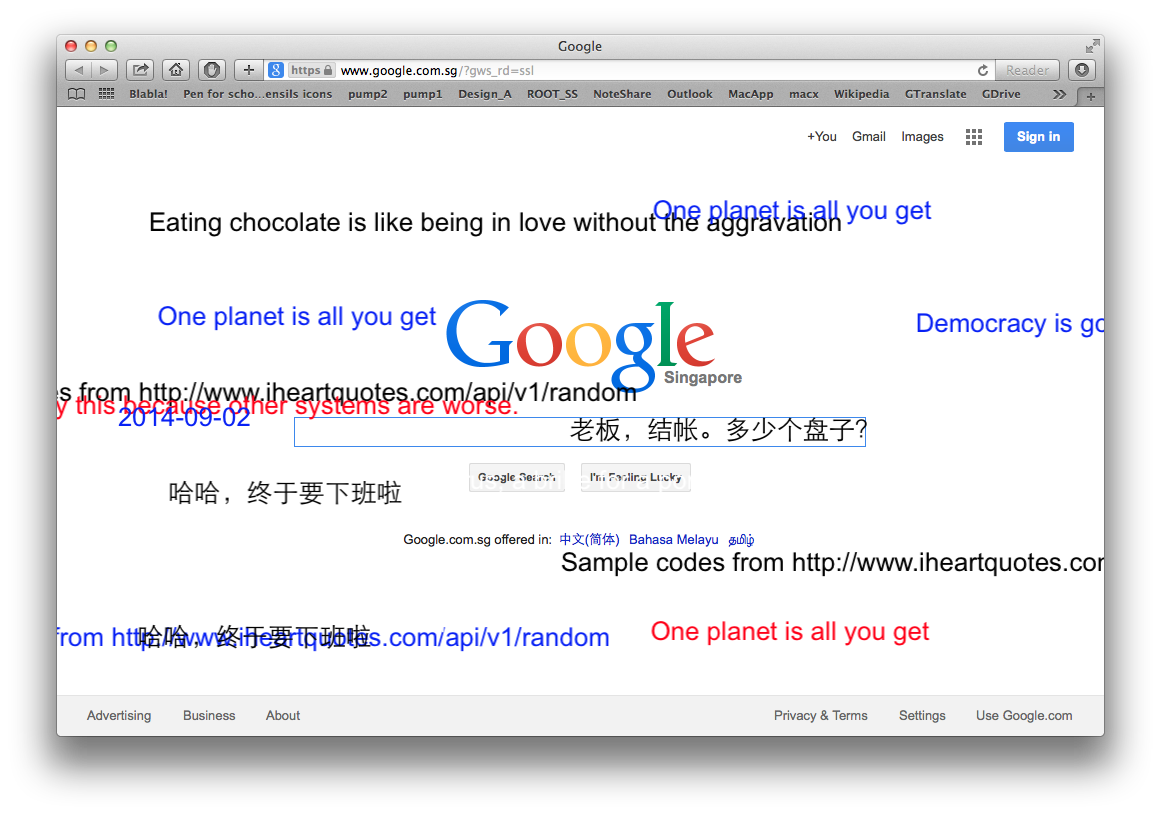 Google
https www.google.com.sg/?gws_rd=ssl Reader
Blabla! Pen for scho...ensils icons pump2 pump1 Design_A ROOT_SS NoteShare Outlook MacApp macx Wikipedia GTranslate GDrive
+You Gmail Images Sign in
One planet is all you get
Eating chocolate is like being in love without the aggravation
One planet is all you get
Google
Singapore
Democracy is go
s from http://www.iheartquotes.com/api/v1/random
y this because other systems are worse.
2014-09-02
老板，结帐。多少个盘子?
Google Search I'm Feeling Lucky
哈哈，终于要下班啦
Google.com.sg offered in: 中文(简体) Bahasa Melayu தமிழ்
Sample codes from http://www.iheartquotes.cor
from http://www.iheartquotes.com/api/v1/random
哈哈，终于要下班啦
One planet is all you get
Advertising Business About Privacy & Terms Settings Use Google.com